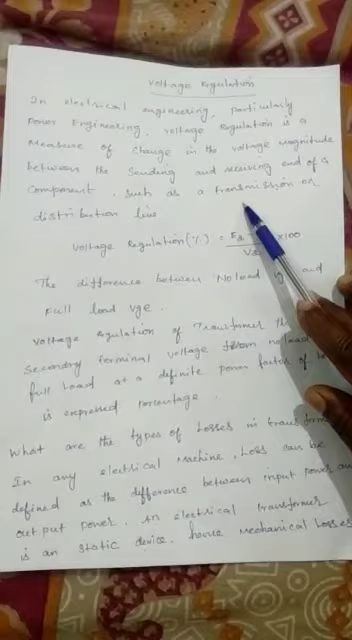 Voltage Regulation
In electrical engineering, particularly
Power Engineering, voltage regulation is a
Measure of change in the voltage magnitude
between the Sending and receiving end of a
Component, such as a transmission or
distribution line
Voltage Regulation (%) = E2 ×100
The difference between No load and
Full load vge.
Voltage regulation of Transformer
Secondary terminal voltage from no load
full load at a definite power factor of
is expressed percentage.
What are the types of Losses in transformer
In any electrical Machine, Loss can be
defined as the difference between input power
output power. An electrical transformer
is an static device, hence Mechanical Losses